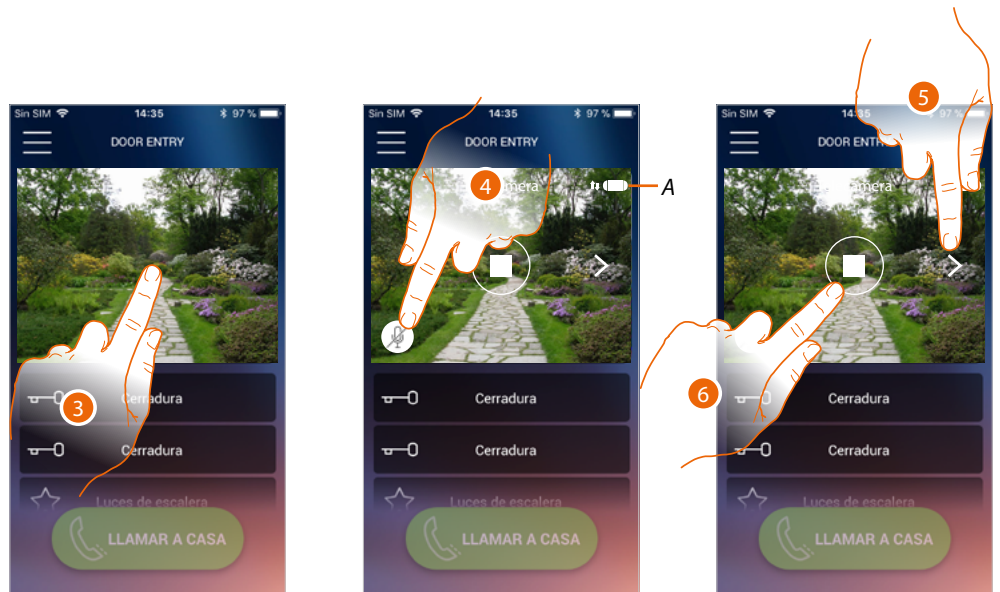 Sin SIM 14:35 97 %
DOOR ENTRY
3
Cerradura
Cerradura
Luces de escalera
LLAMAR A CASA
Sin SIM 14:35 97 %
DOOR ENTRY
4
A
Cerradura
Cerradura
Luces de escalera
LLAMAR A CASA
5
Sin SIM 14:35 97 %
DOOR ENTRY
6
Cerradura
Cerradura
Luces de escalera
LLAMAR A CASA